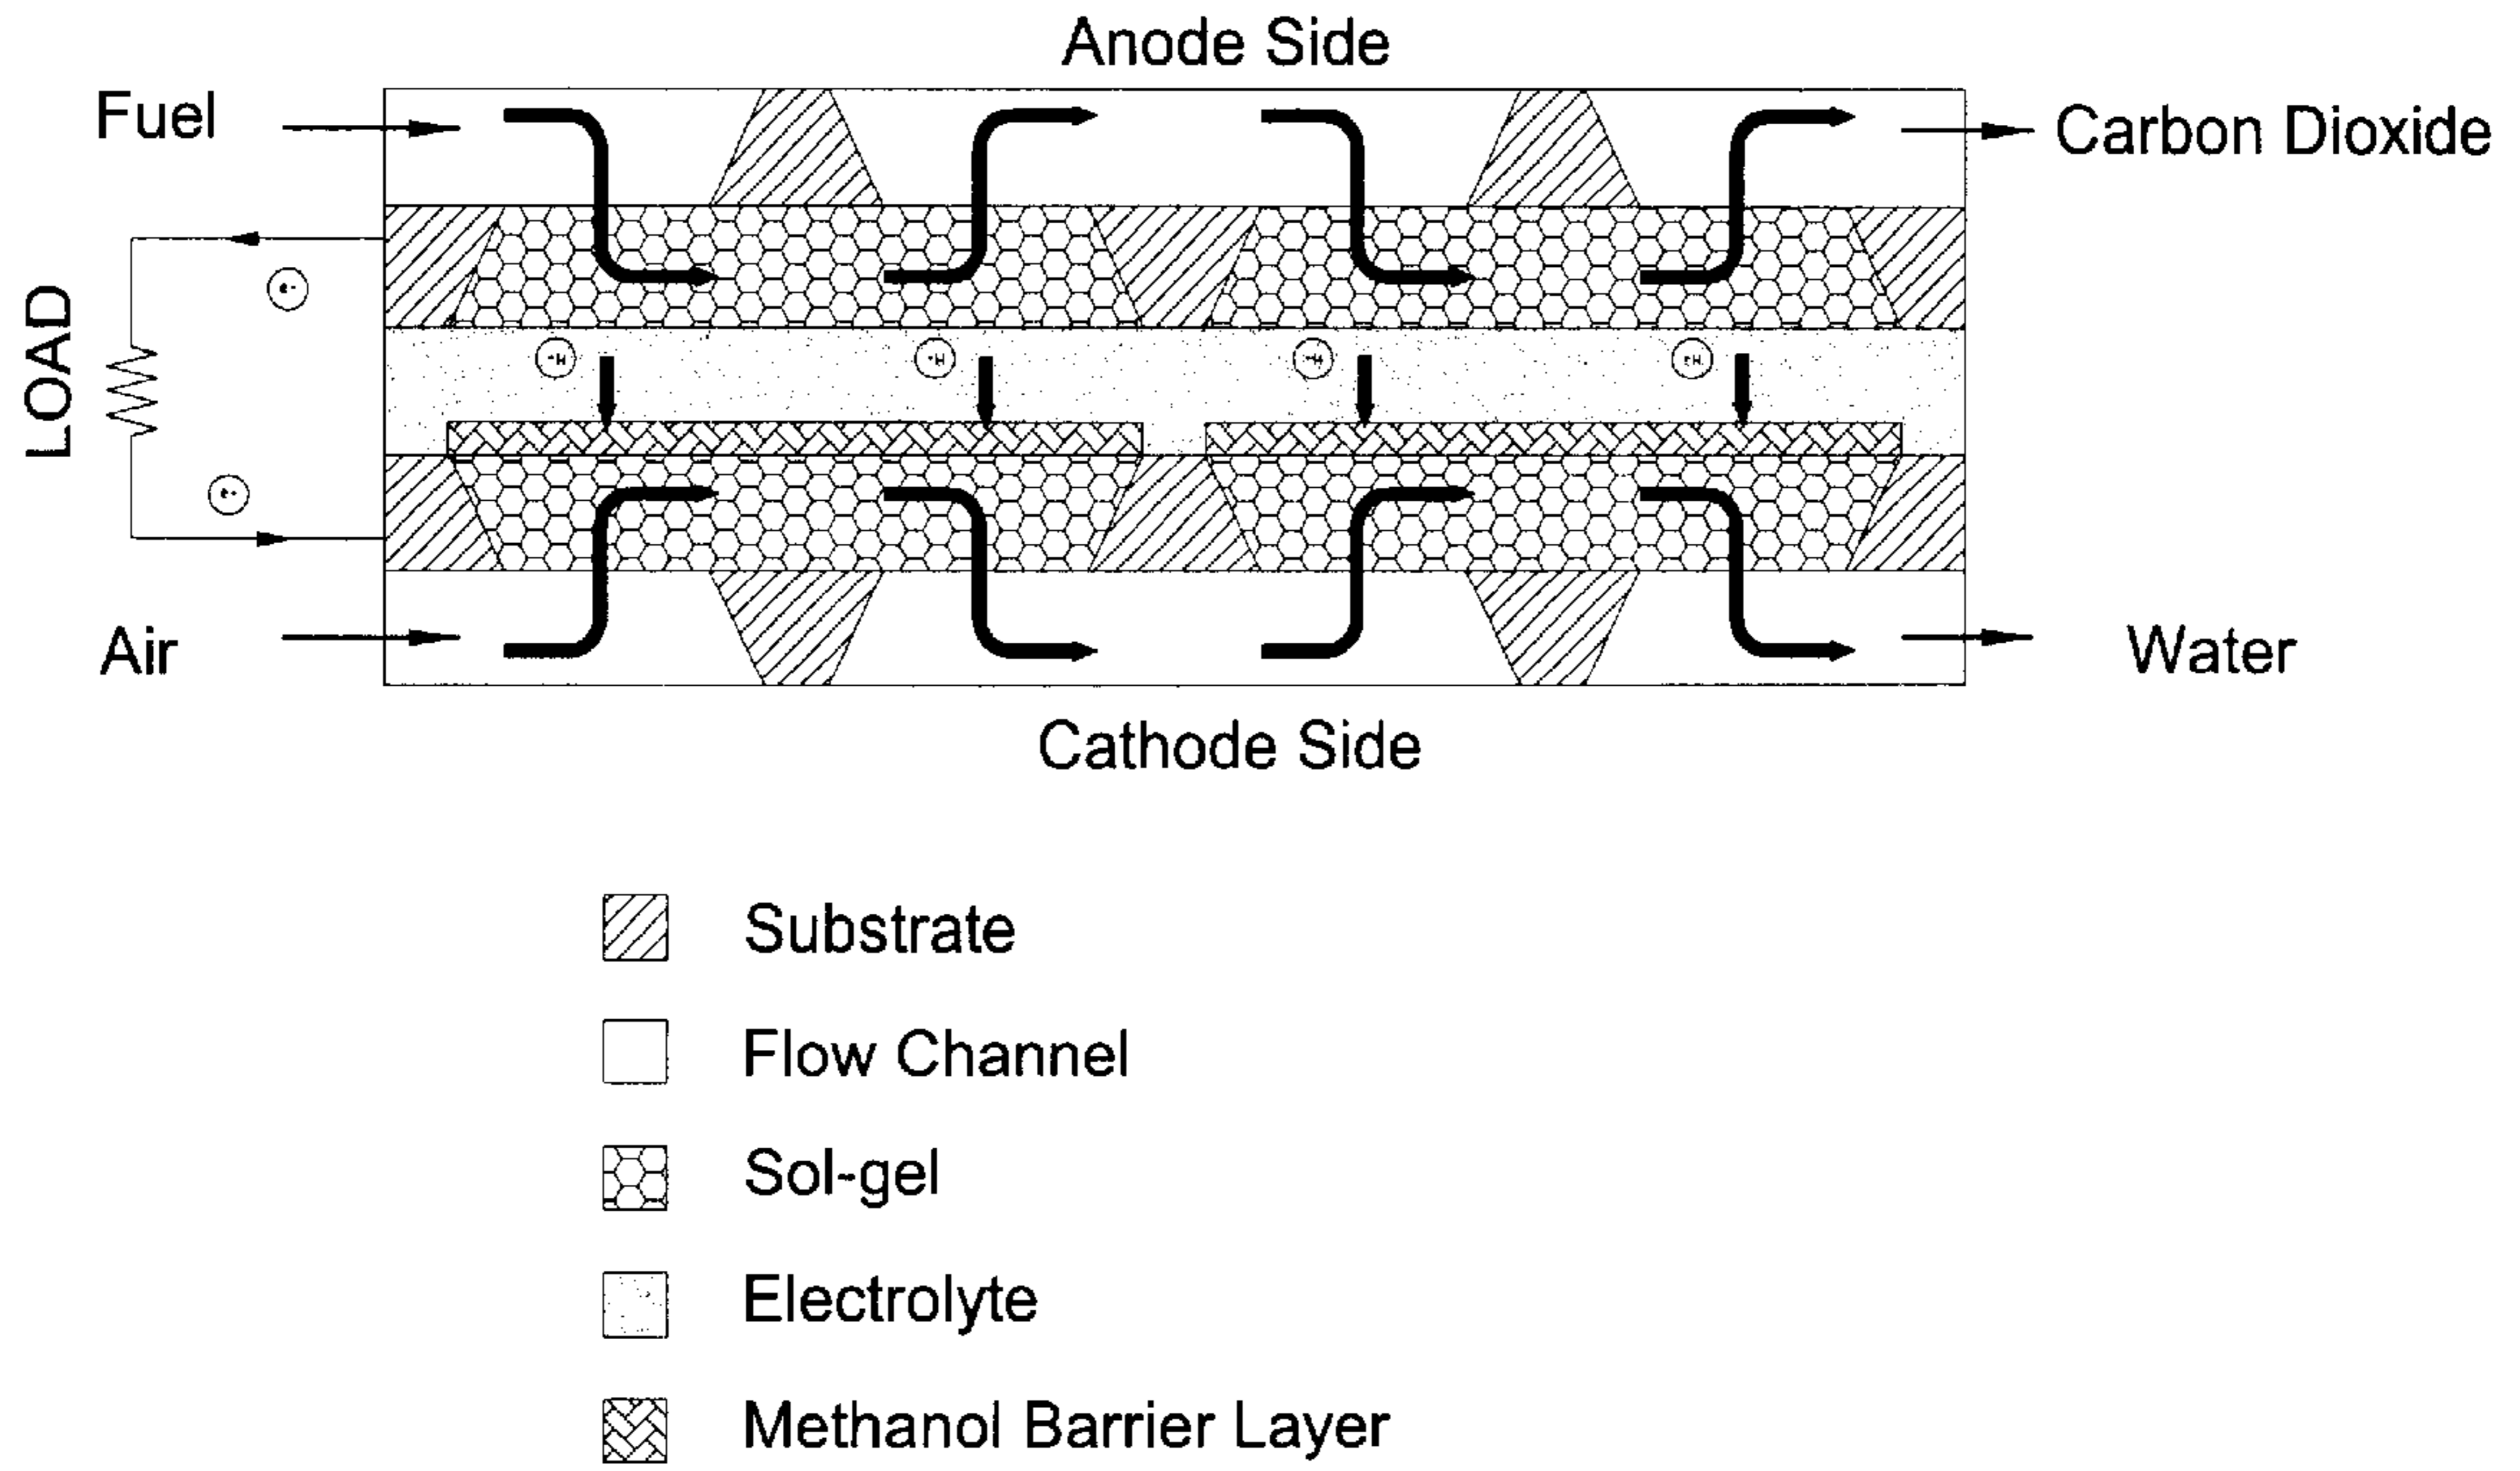 Anode Side
Fuel
Carbon Dioxide
LOAD
Air
Water
Cathode Side
Substrate
Flow Channel
Sol-gel
Electrolyte
Methanol Barrier Layer